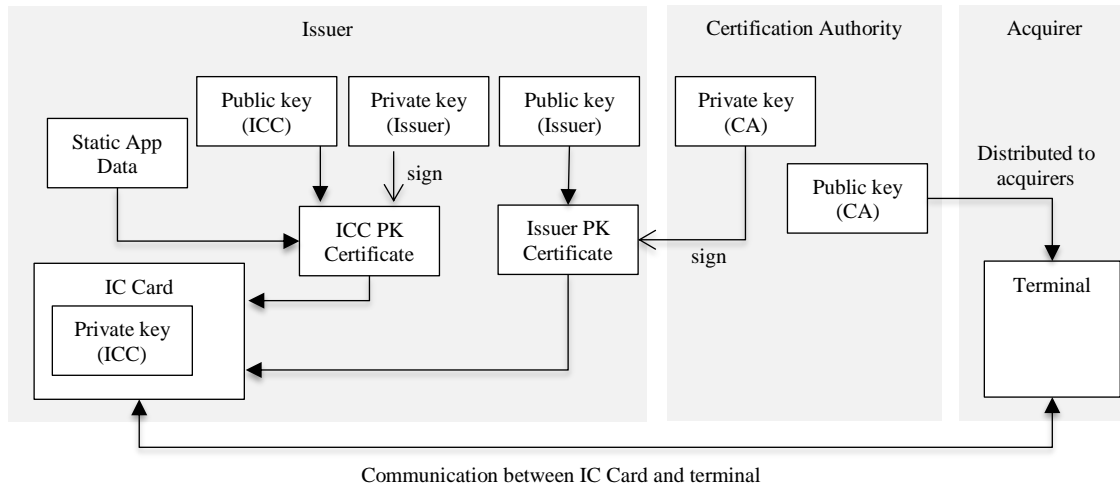 Issuer
Certification Authority
Acquirer
Public key
(ICC)
Private key
(Issuer)
Public key
(Issuer)
Private key
(CA)
Static App
Data
sign
Distributed to
acquirers
Public key
(CA)
ICC PK
Certificate
Issuer PK
Certificate
sign
IC Card
Private key
(ICC)
Terminal
Communication between IC Card and terminal